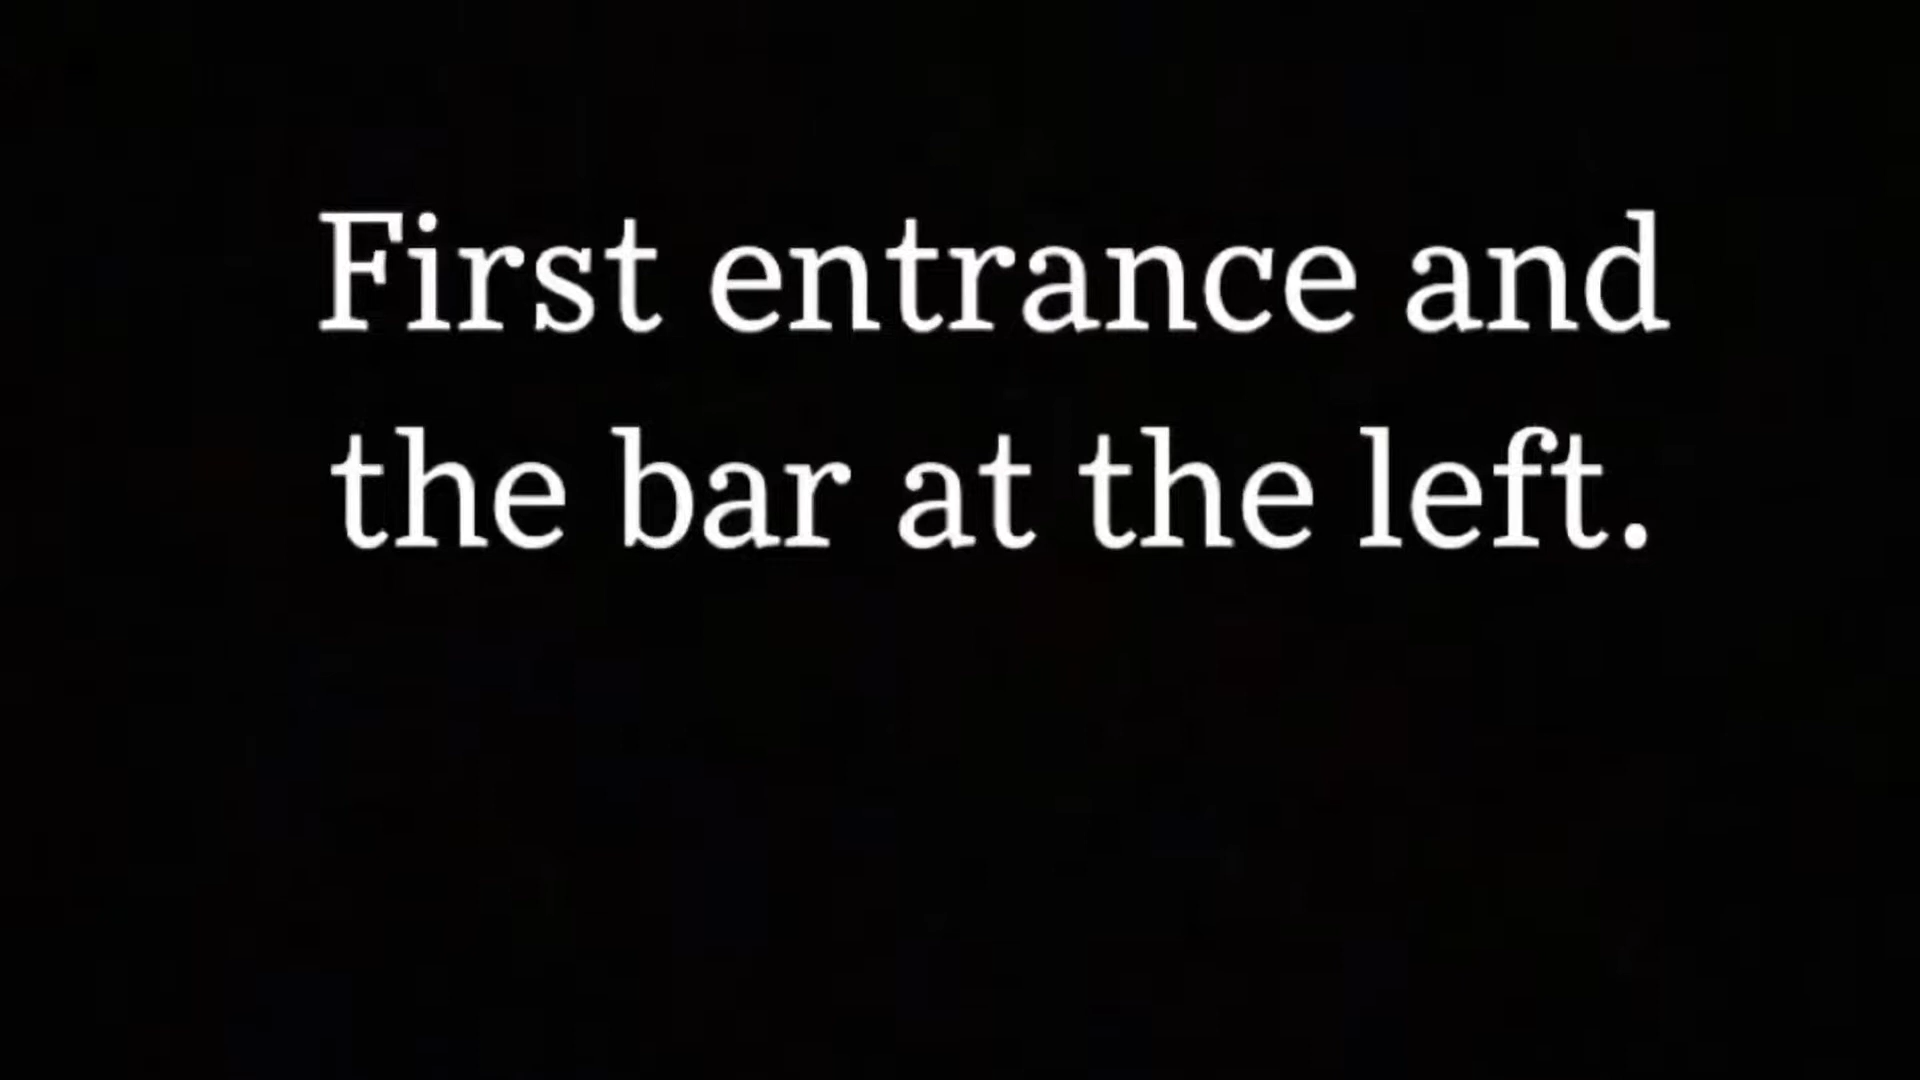 First entrance and
the bar at the left.